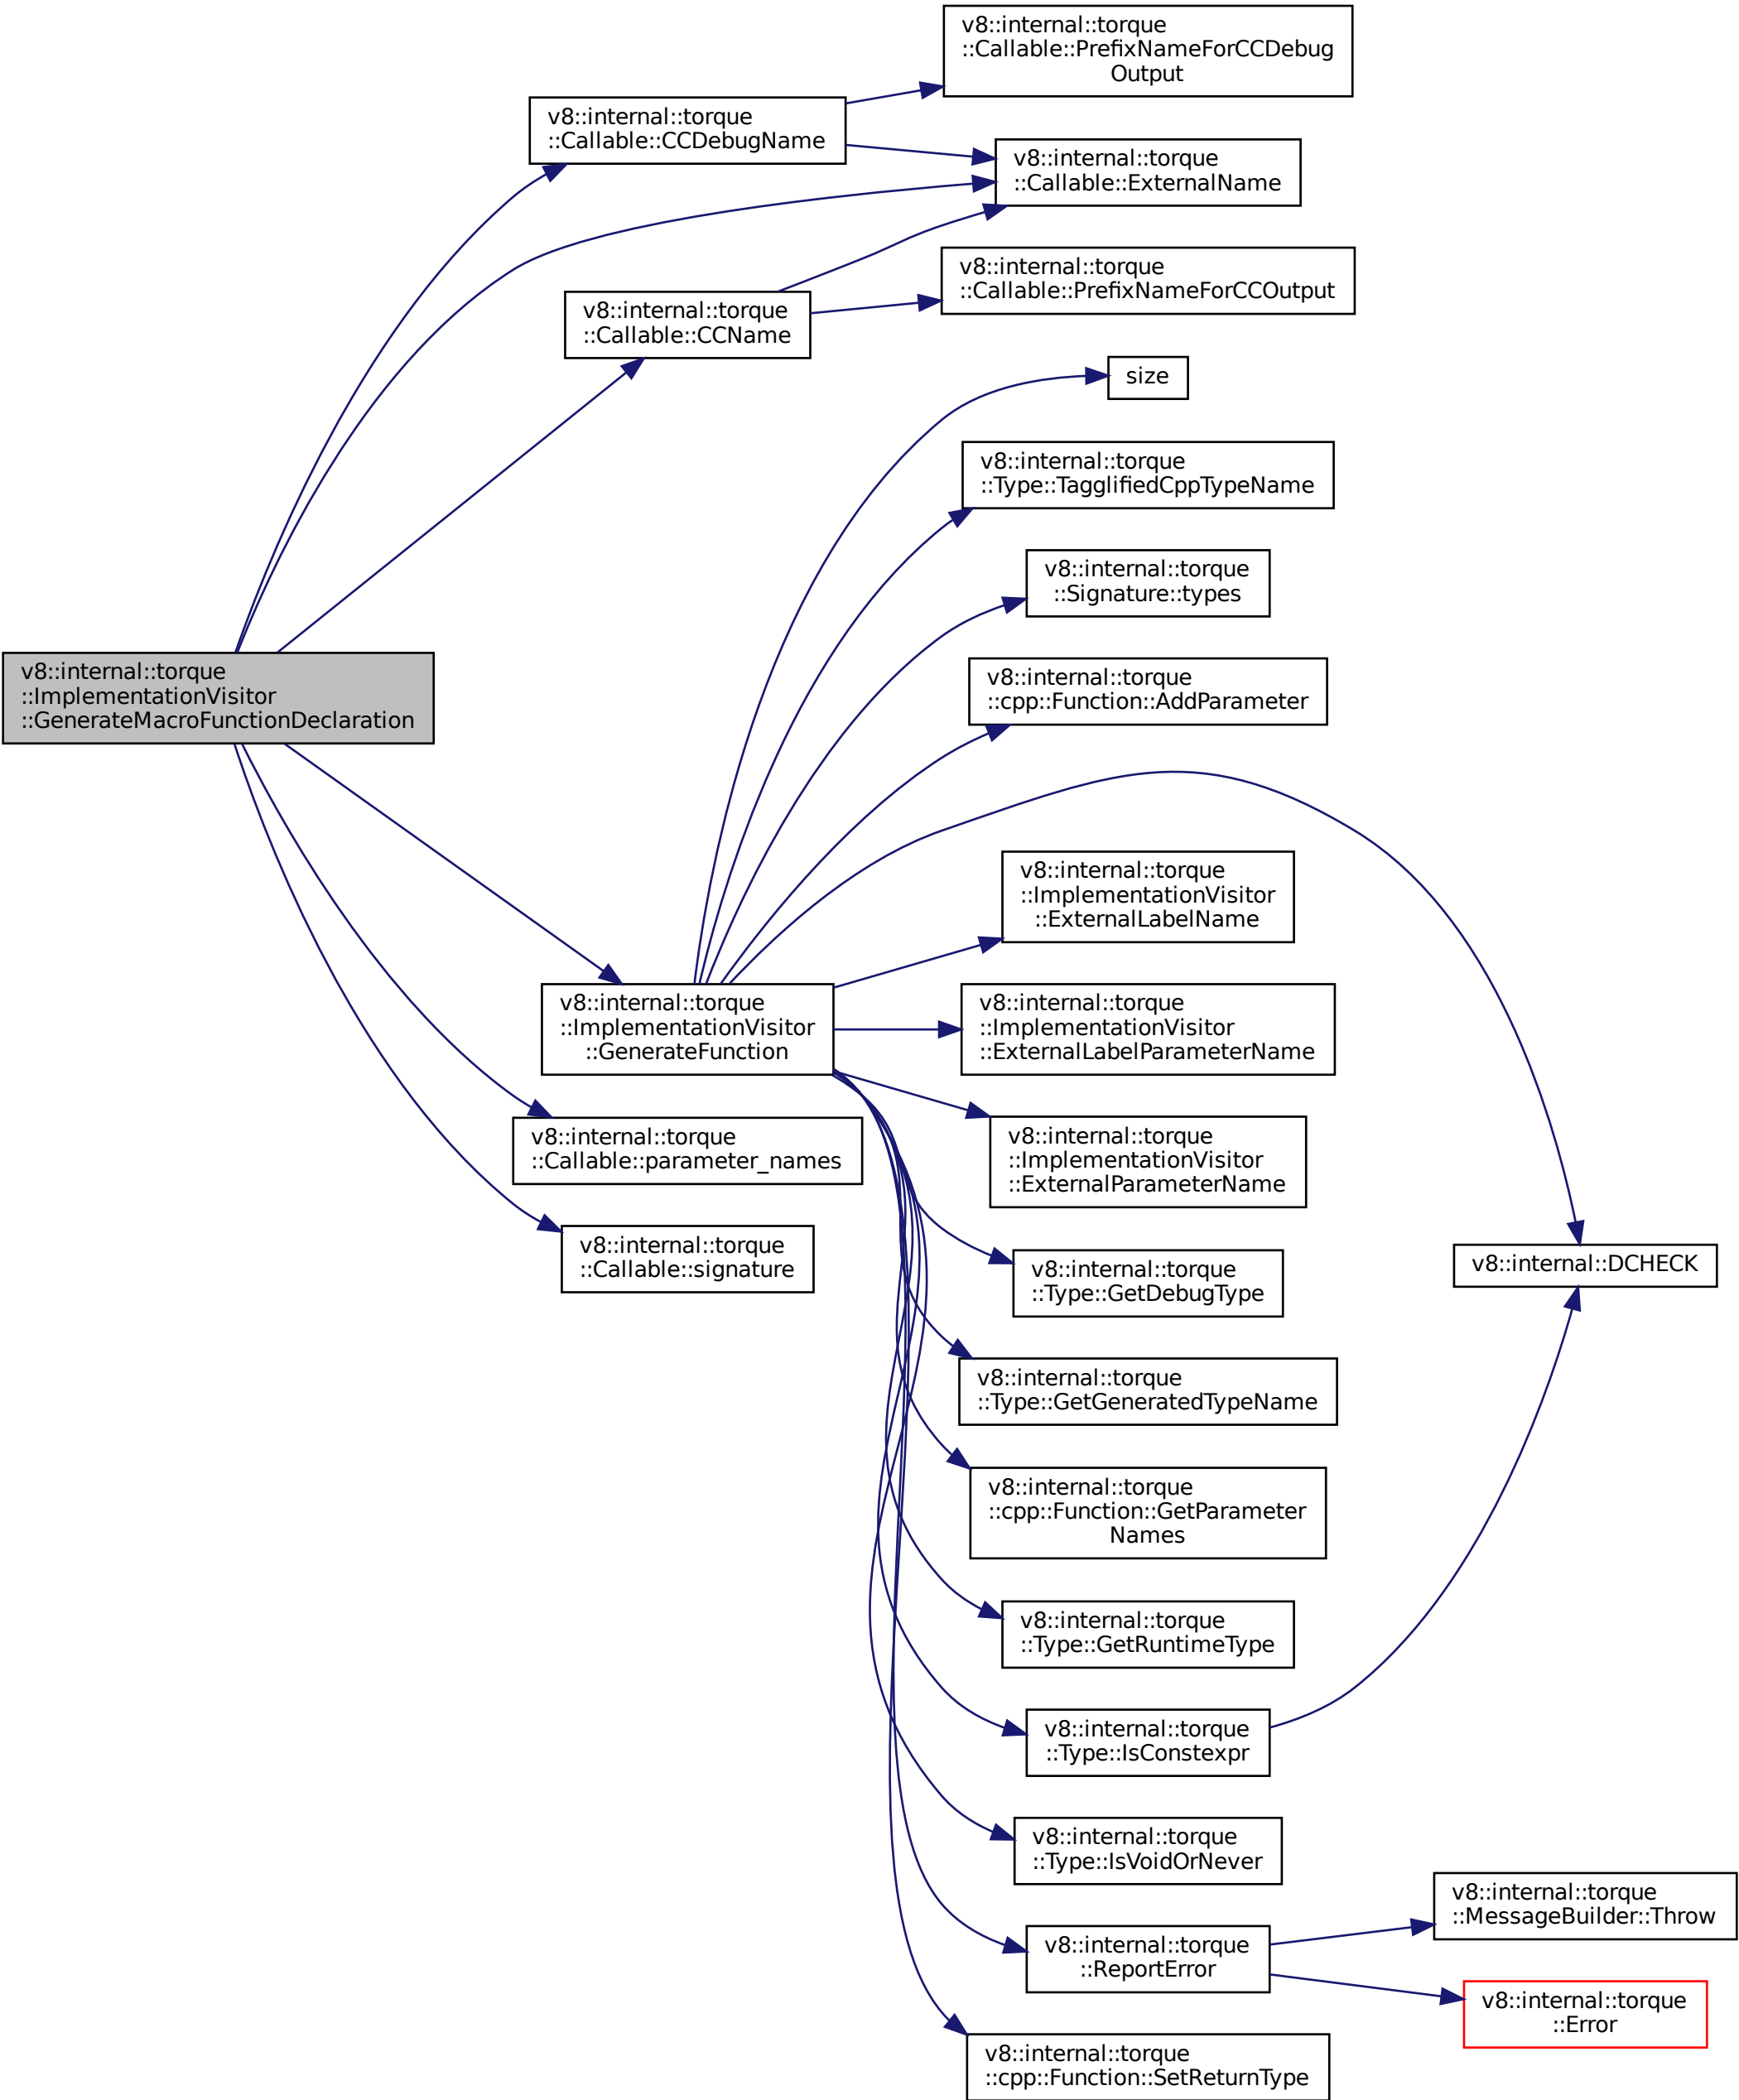 v8::internal::torque
::Callable::PrefixNameForCCDebug
Output
v8::internal::torque
::Callable::CCDebugName
v8::internal::torque
::Callable::ExternalName
v8::internal::torque
::Callable::PrefixNameForCCOutput
v8::internal::torque
::Callable::CCName
size
v8::internal::torque
::Type::TagglifiedCppTypeName
v8::internal::torque
::Signature::types
v8::internal::torque
::ImplementationVisitor
::GenerateMacroFunctionDeclaration
v8::internal::torque
::cpp::Function::AddParameter
v8::internal::torque
::ImplementationVisitor
::ExternalLabelName
v8::internal::torque
::ImplementationVisitor
::GenerateFunction
v8::internal::torque
::ImplementationVisitor
::ExternalLabelParameterName
v8::internal::torque
::Callable::parameter_names
v8::internal::torque
::ImplementationVisitor
::ExternalParameterName
v8::internal::torque
::Callable::signature
v8::internal::torque
::Type::GetDebugType
v8::internal::DCHECK
v8::internal::torque
::Type::GetGeneratedTypeName
v8::internal::torque
::cpp::Function::GetParameter
Names
v8::internal::torque
::Type::GetRuntimeType
v8::internal::torque
::Type::IsConstexpr
v8::internal::torque
::Type::IsVoidOrNever
v8::internal::torque
::MessageBuilder::Throw
v8::internal::torque
::ReportError
v8::internal::torque
::Error
v8::internal::torque
::cpp::Function::SetReturnType